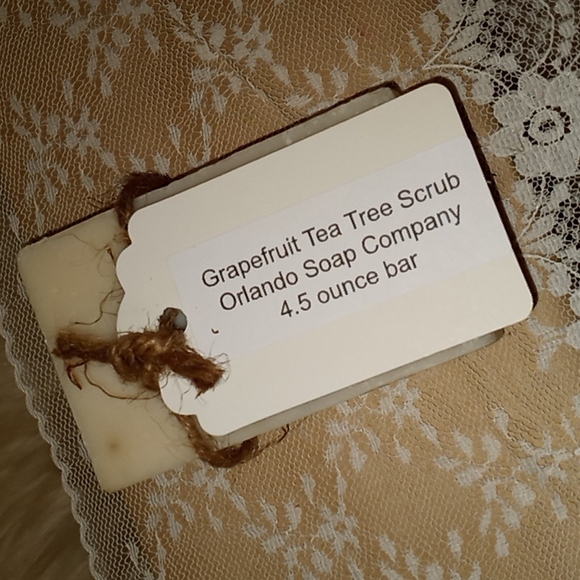 Grapefruit Tea Tree Scrub
Orlando Soap Company
4.5 ounce bar